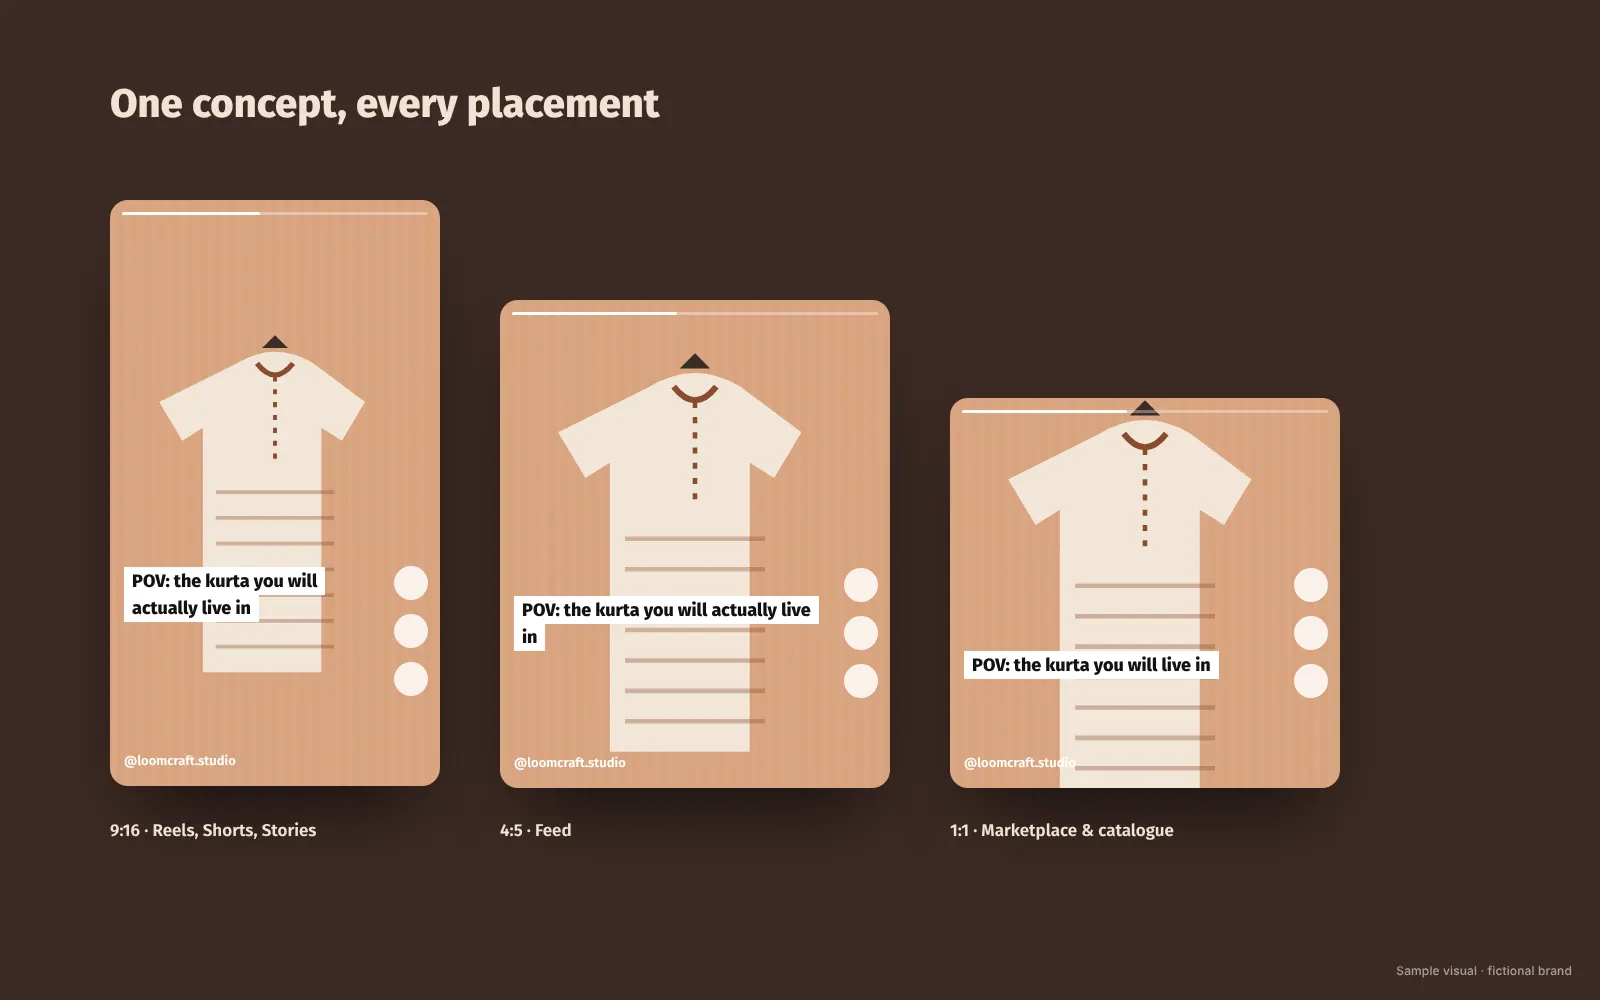 One concept, every placement
POV: the kurta you will
actually live in
@loomcraft.studio
9:16 · Reels, Shorts, Stories
POV: the kurta you will actually live
in
@loomcraft.studio
4:5 · Feed
POV: the kurta you will live in
@loomcraft.studio
1:1 · Marketplace & catalogue
Sample visual · fictional brand